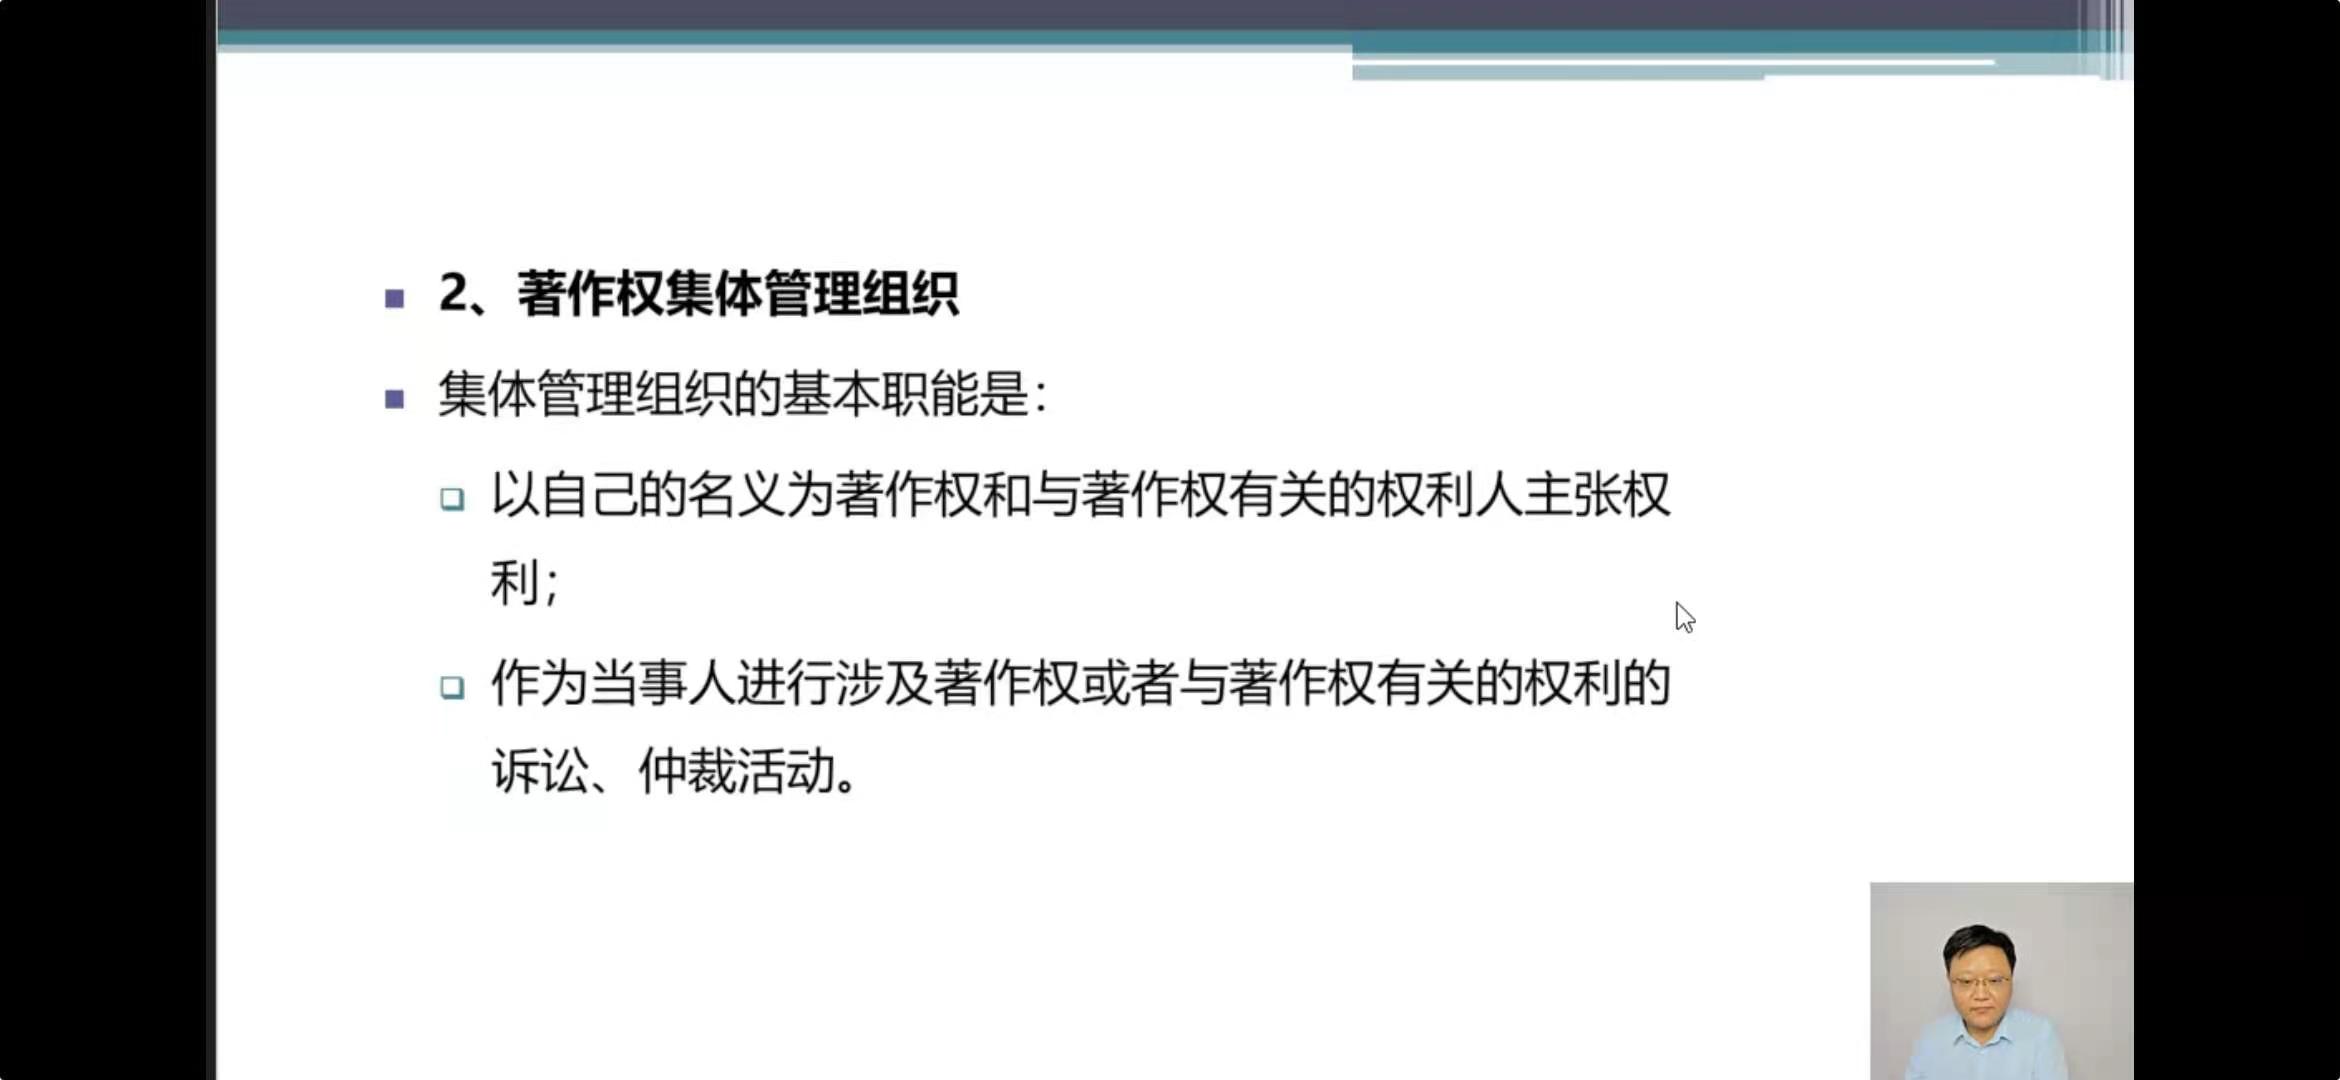 2、著作权集体管理组织
集体管理组织的基本职能是：
以自己的名义为著作权和与著作权有关的权利人主张权
利；
作为当事人进行涉及著作权或者与著作权有关的权利的
诉讼、仲裁活动。